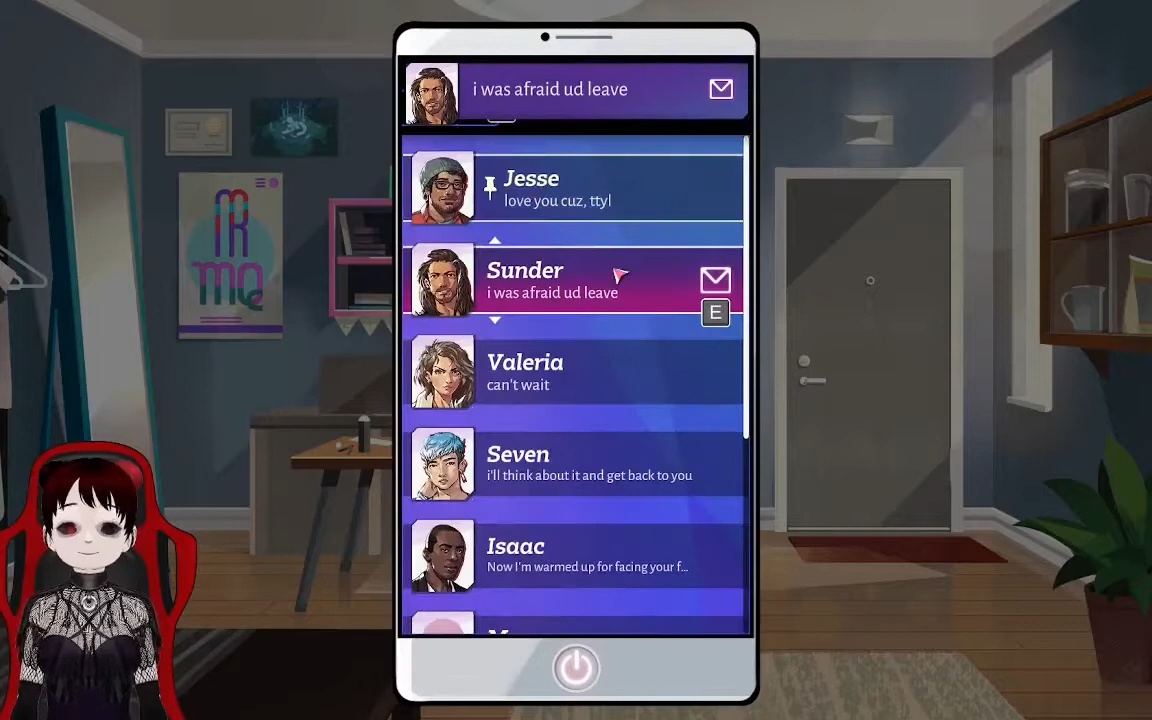 i was afraid ud leave
Jesse
love you cuz, ttyl
Sunder
i was afraid ud leave
E
Valeria
can't wait
Seven
i'll think about it and get back to you
Isaac
Now I'm warmed up for facing your f...